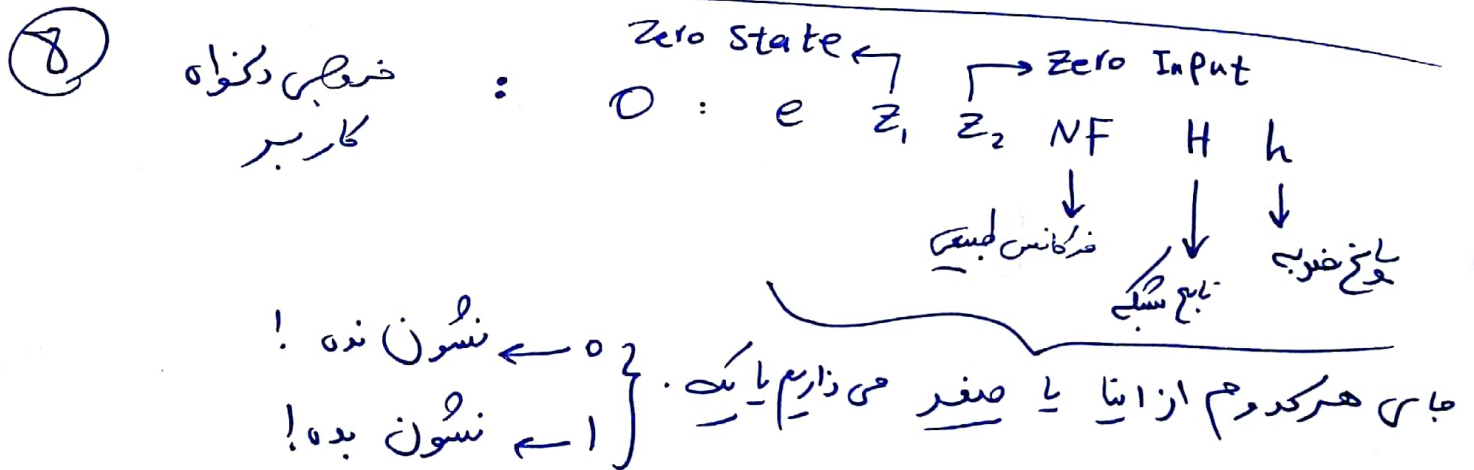 Zero State ← → Zero Input
⑧ خروجی دلخواه کاربر : O : e Z₁ Z₂ NF H h
فرکانس طبیعی تابع شبکه پاسخ ضربه
جای هرکدوم از اینا یا صفر می ذاریم یا یک .
0 ← نشون نده !
1 ← نشون بده !